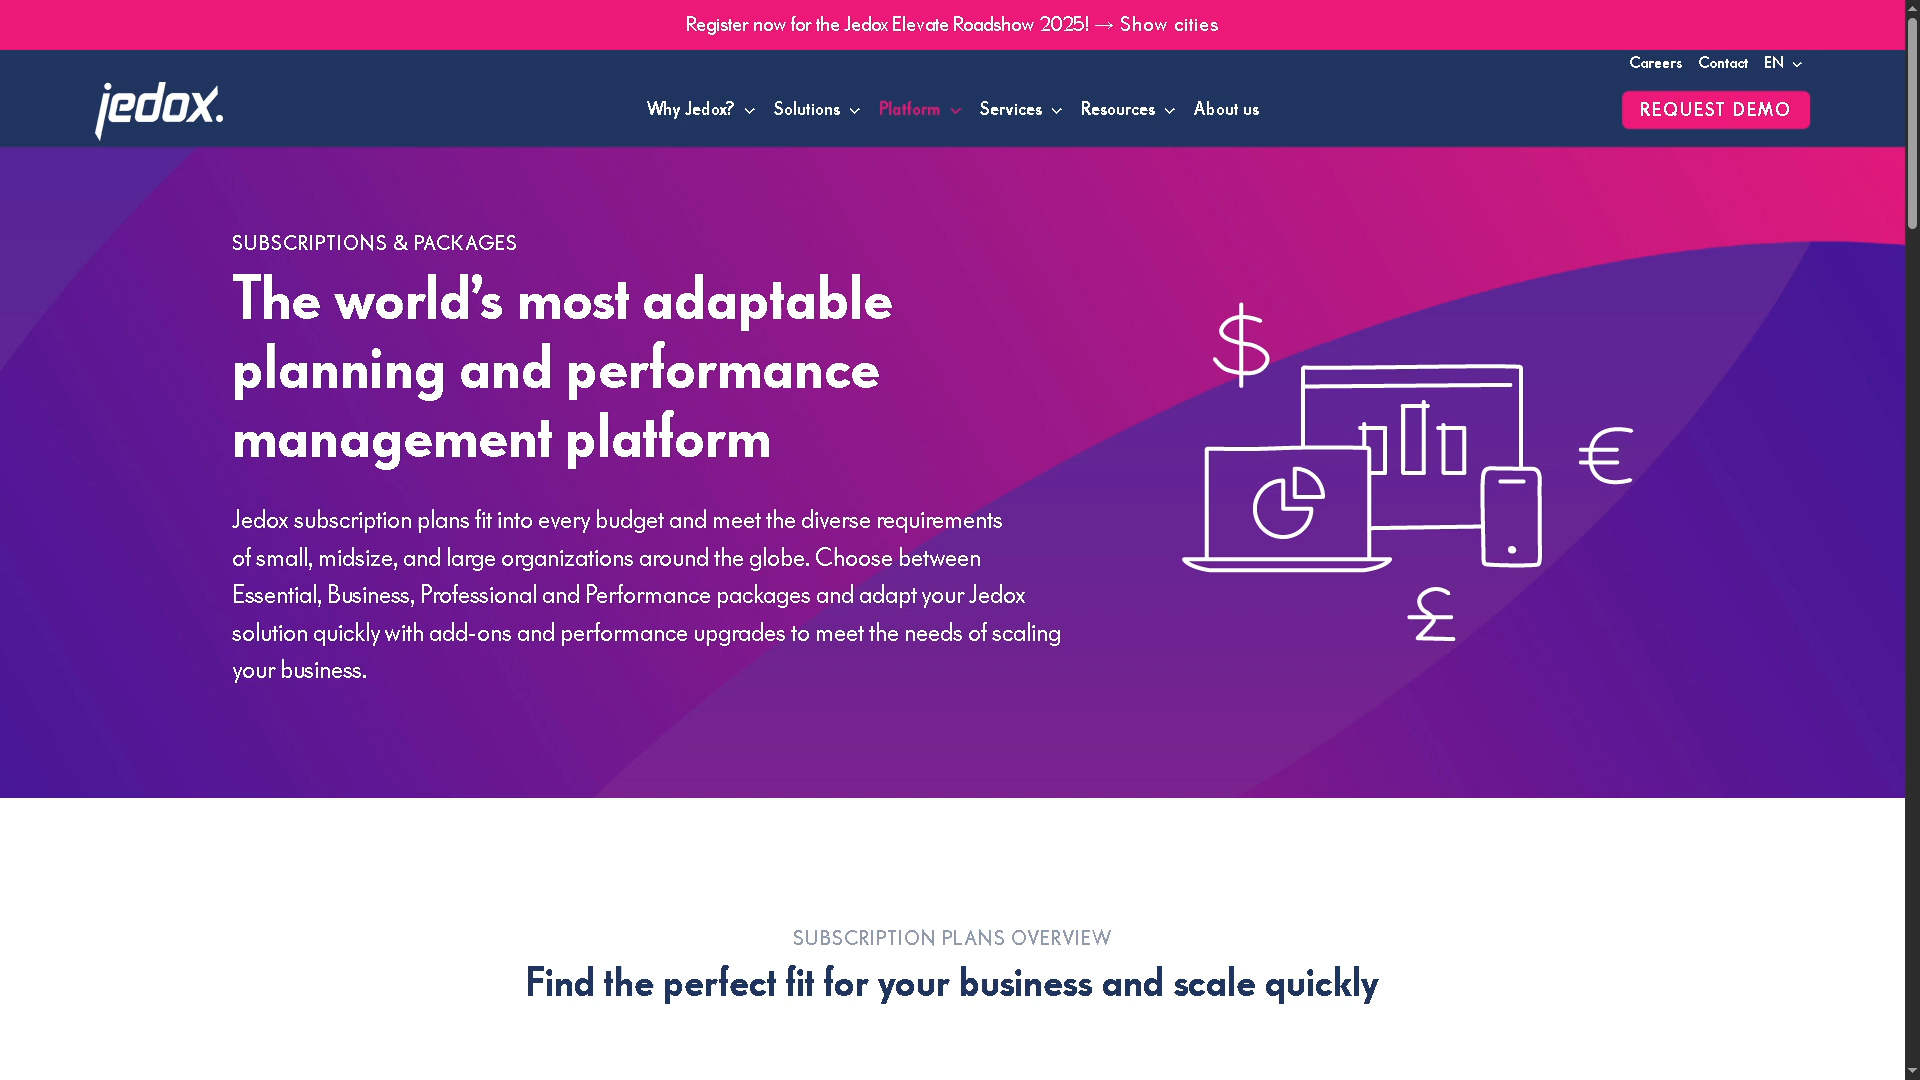 Register now for the Jedox Elevate Roadshow 2025! → Show cities
Careers Contact EN
jedox.
Why Jedox? Solutions Platform Services Resources About us
REQUEST DEMO
SUBSCRIPTIONS & PACKAGES
The world's most adaptable
planning and performance
management platform
Jedox subscription plans fit into every budget and meet the diverse requirements
of small, midsize, and large organizations around the globe. Choose between
Essential, Business, Professional and Performance packages and adapt your Jedox
solution quickly with add-ons and performance upgrades to meet the needs of scaling
your business.
$
€
£
SUBSCRIPTION PLANS OVERVIEW
Find the perfect fit for your business and scale quickly